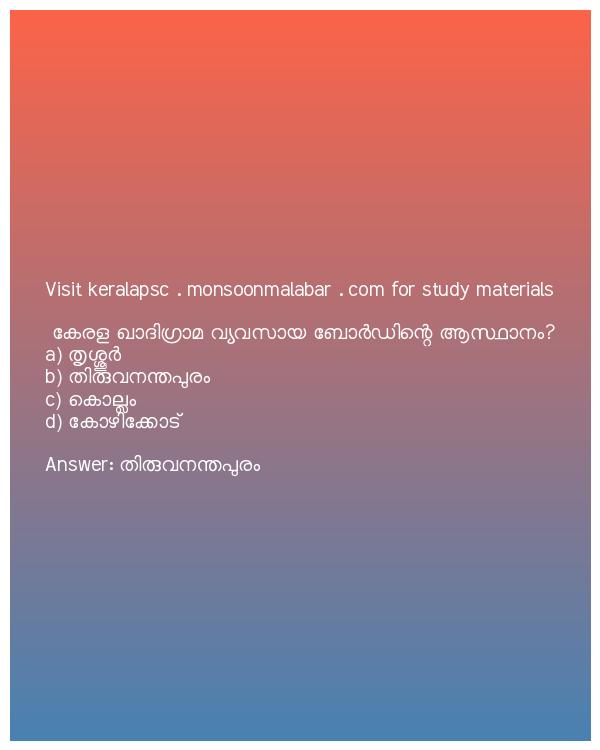 Visit keralapsc . monsoonmalabar . com for study materials
കേരള ഖാദിഗ്രാമ വ്യവസായ ബോർഡിന്റെ ആസ്ഥാനം?
a) തൃശ്ശൂർ
b) തിരുവനന്തപുരം
c) കൊല്ലം
d) കോഴിക്കോട്
Answer: തിരുവനന്തപുരം